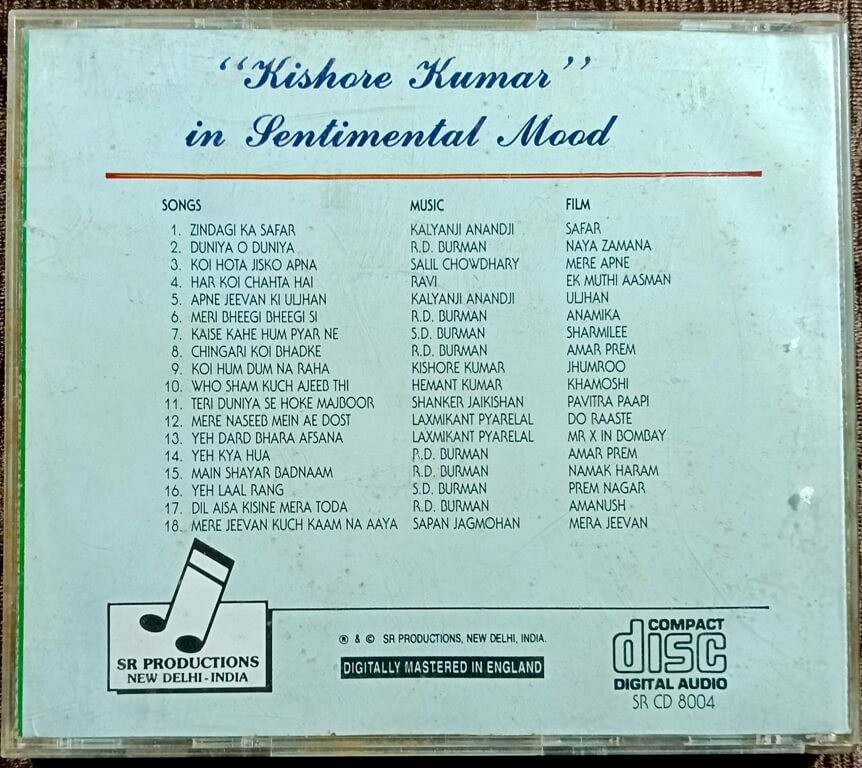 “Kishore Kumar”
in Sentimental Mood
SONGS MUSIC FILM
1. ZINDAGI KA SAFAR KALYANJI ANANDJI SAFAR
2. DUNIYA O DUNIYA R.D. BURMAN NAYA ZAMANA
3. KOI HOTA JISKO APNA SALIL CHOWDHARY MERE APNE
4. HAR KOI CHAHTA HAI RAVI EK MUTHI AASMAN
5. APNE JEEVAN KI ULJHAN KALYANJI ANANDJI ULJHAN
6. MERI BHEEGI BHEEGI SI R.D. BURMAN ANAMIKA
7. KAISE KAHE HUM PYAR NE S.D. BURMAN SHARMILEE
8. CHINGARI KOI BHADKE R.D. BURMAN AMAR PREM
9. KOI HUM DUM NA RAHA KISHORE KUMAR JHUMROO
10. WHO SHAM KUCH AJEEB THI HEMANT KUMAR KHAMOSHI
11. TERI DUNIYA SE HOKE MAJBOOR SHANKER JAIKISHAN PAVITRA PAAPI
12. MERE NASEEB MEIN AE DOST LAXMIKANT PYARELAL DO RAASTE
13. YEH DARD BHARA AFSANA LAXMIKANT PYARELAL MR X IN BOMBAY
14. YEH KYA HUA R.D. BURMAN AMAR PREM
15. MAIN SHAYAR BADNAAM R.D. BURMAN NAMAK HARAM
16. YEH LAAL RANG S.D. BURMAN PREM NAGAR
17. DIL AISA KISINE MERA TODA R.D. BURMAN AMANUSH
18. MERE JEEVAN KUCH KAAM NA AAYA SAPAN JAGMOHAN MERA JEEVAN
SR PRODUCTIONS
NEW DELHI-INDIA
® & © SR PRODUCTIONS, NEW DELHI, INDIA.
DIGITALLY MASTERED IN ENGLAND
COMPACT
disc
DIGITAL AUDIO
SR CD 8004